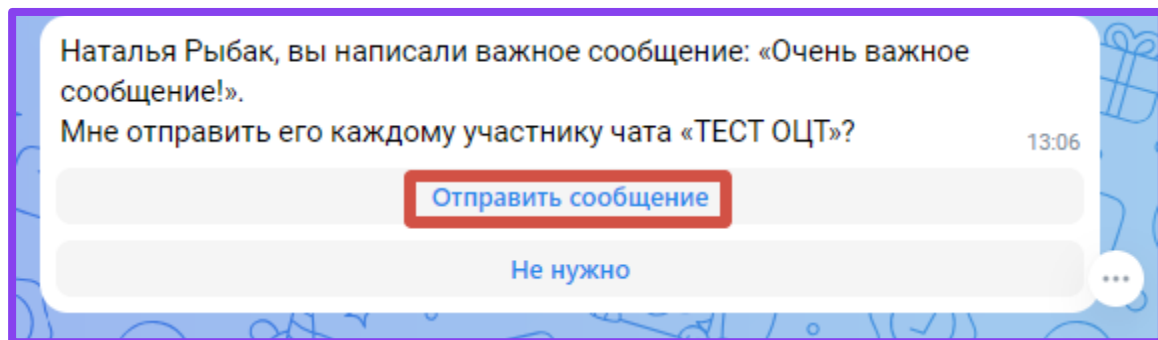 Наталья Рыбак, вы написали важное сообщение: «Очень важное
сообщение!».
Мне отправить его каждому участнику чата «ТЕСТ ОЦТ»?
13:06
Отправить сообщение
Не нужно